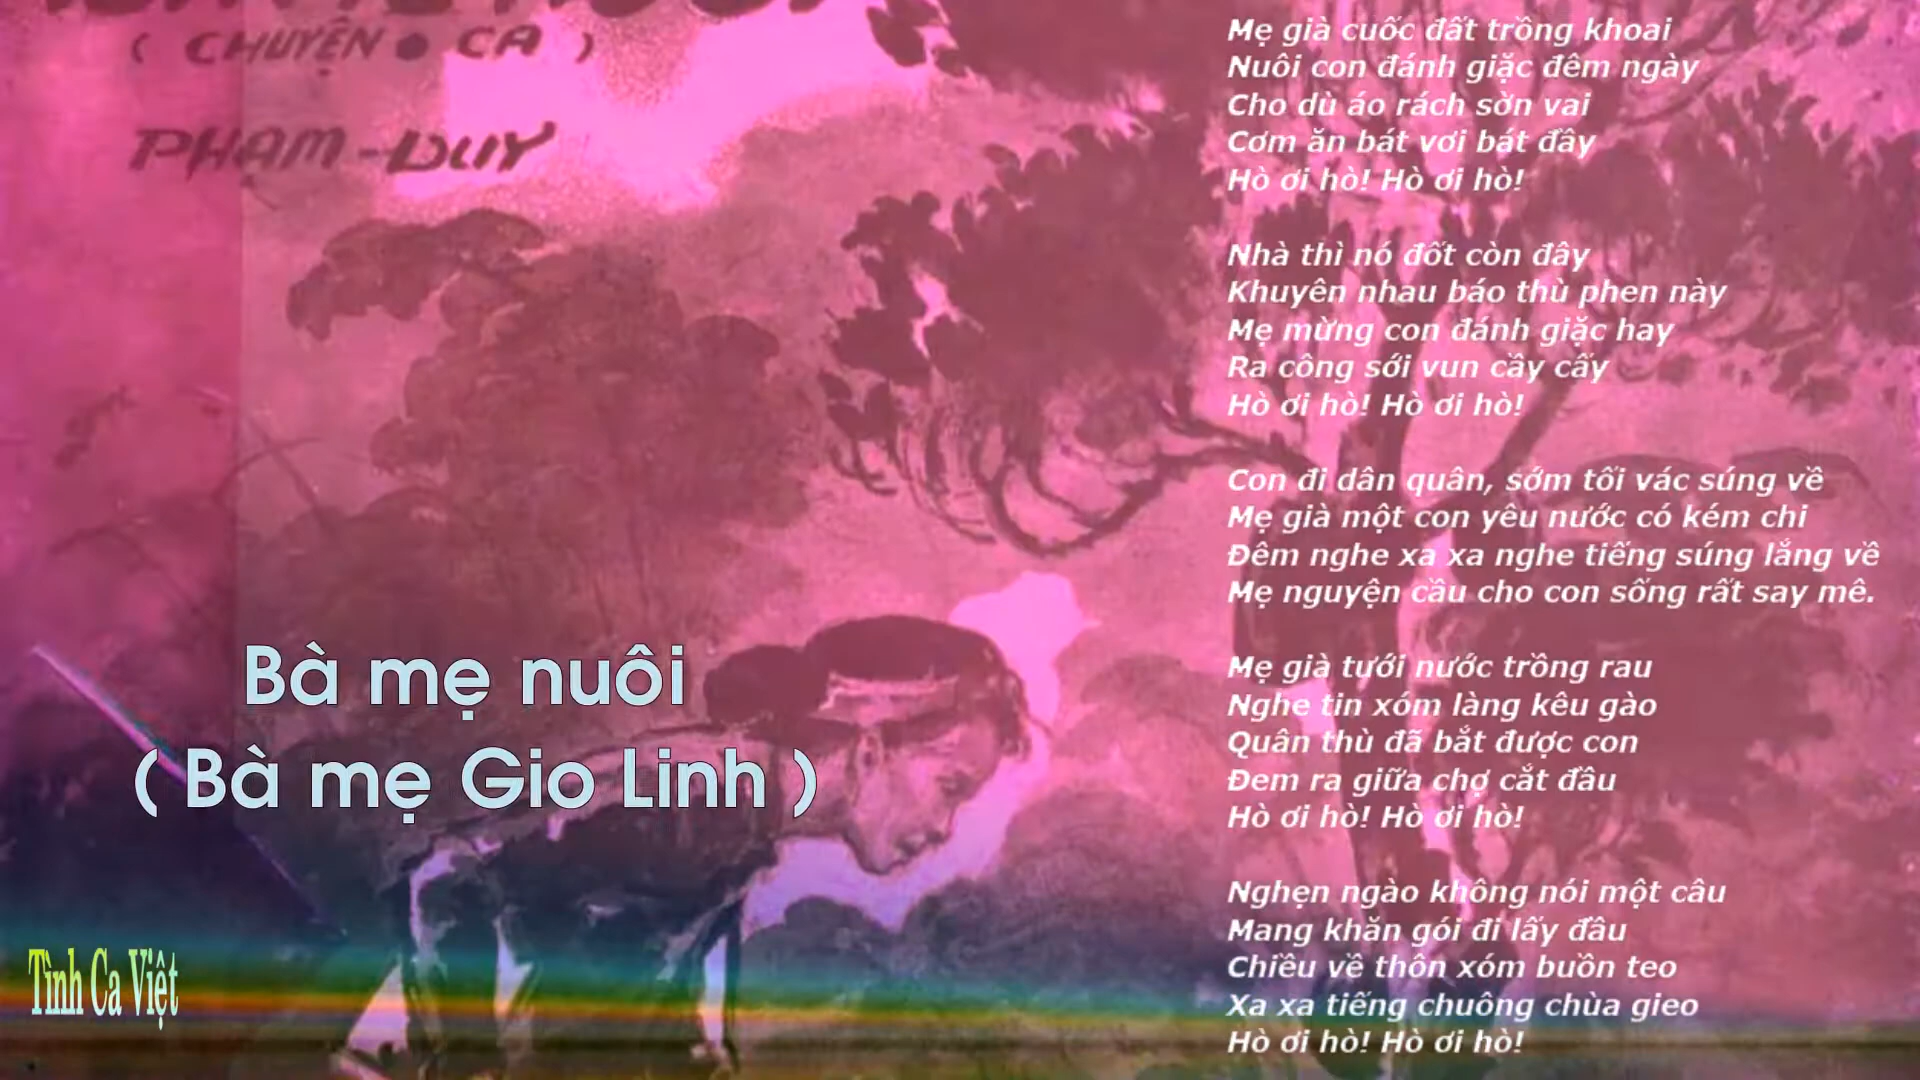 ( CHUYỆN • CA )
PHẠM-DUY
Bà mẹ nuôi
( Bà mẹ Gio Linh )
Tình Ca Việt
Mẹ già cuốc đất trồng khoai
Nuôi con đánh giặc đêm ngày
Cho dù áo rách sờn vai
Cơm ăn bát vơi bát đầy
Hò ơi hò! Hò ơi hò!
Nhà thì nó đốt còn đây
Khuyên nhau báo thù phen này
Mẹ mừng con đánh giặc hay
Ra công sới vun cầy cấy
Hò ơi hò! Hò ơi hò!
Con đi dân quân, sớm tối vác súng về
Mẹ già một con yêu nước có kém chi
Đêm nghe xa xa nghe tiếng súng lắng về
Mẹ nguyện cầu cho con sống rất say mê.
Mẹ già tưới nước trồng rau
Nghe tin xóm làng kêu gào
Quân thù đã bắt được con
Đem ra giữa chợ cắt đầu
Hò ơi hò! Hò ơi hò!
Nghẹn ngào không nói một câu
Mang khăn gói đi lấy đầu
Chiều về thôn xóm buồn teo
Xa xa tiếng chuông chùa gieo
Hò ơi hò! Hò ơi hò!